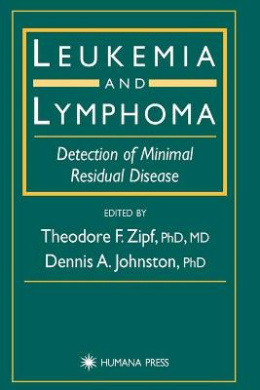 LEUKEMIA
AND
LYMPHOMA
Detection of Minimal
Residual Disease
EDITED BY
Theodore F. Zipf, PhD, MD
Dennis A. Johnston, PhD
HUMANA PRESS